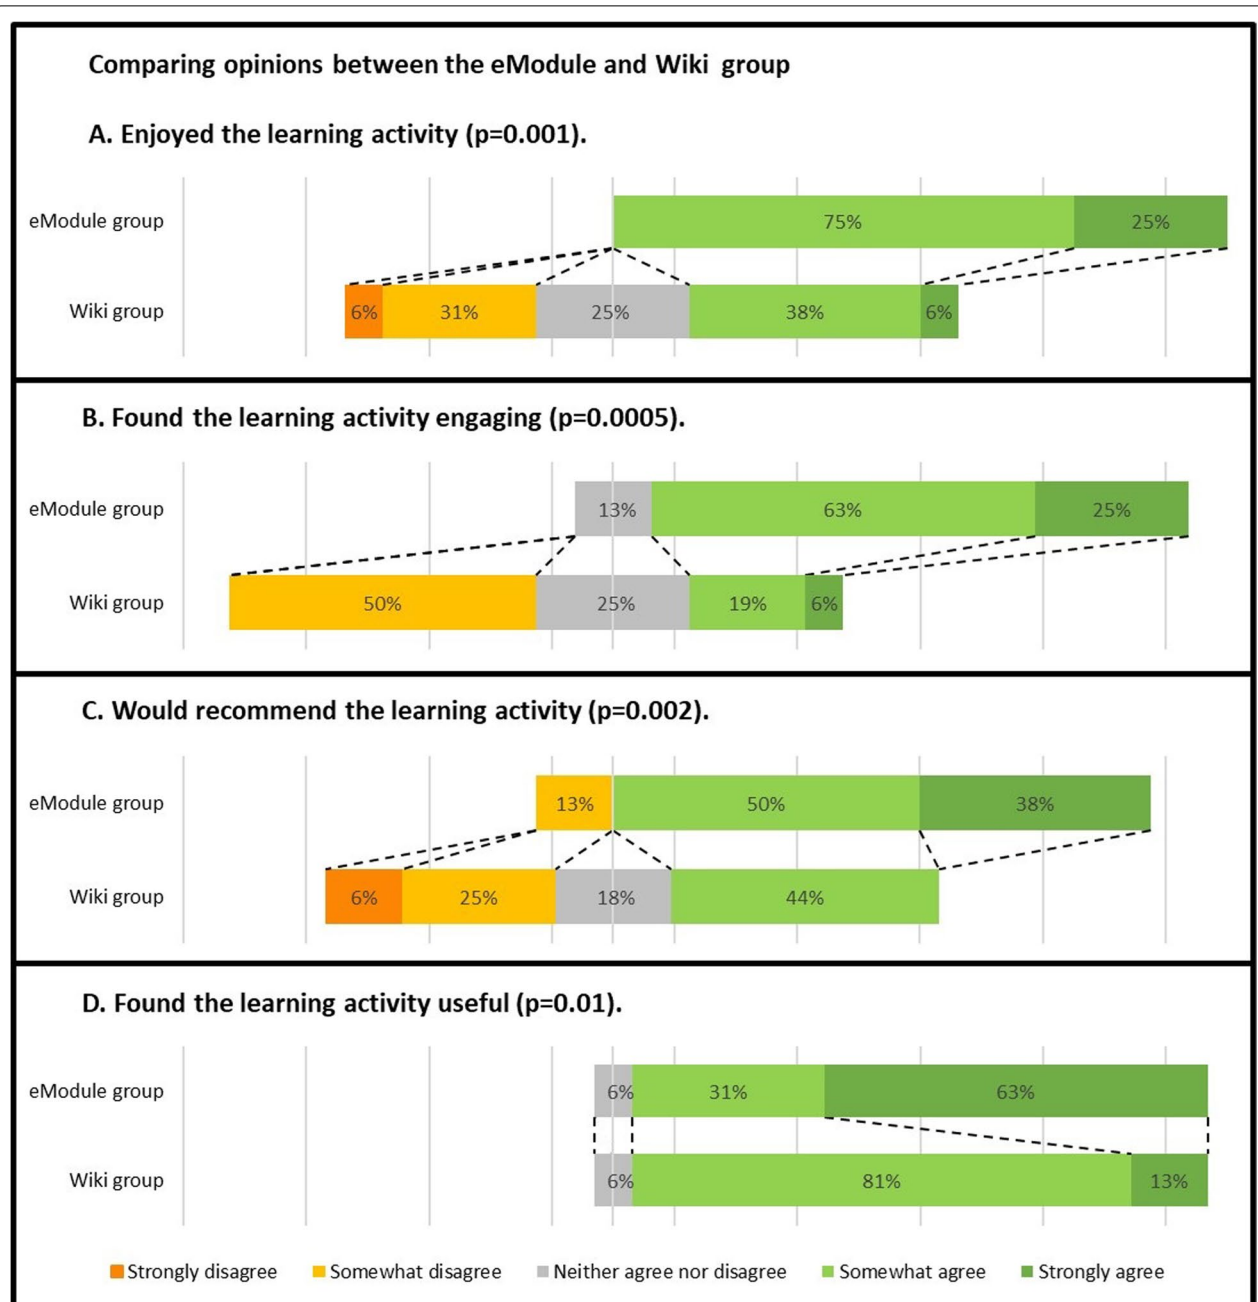 Comparing opinions between the eModule and Wiki group
A. Enjoyed the learning activity (p=0.001).
eModule group 75% 25%
Wiki group 6% 31% 25% 38% 6%
B. Found the learning activity engaging (p=0.0005).
eModule group 13% 63% 25%
Wiki group 50% 25% 19% 6%
C. Would recommend the learning activity (p=0.002).
eModule group 13% 50% 38%
Wiki group 6% 25% 18% 44%
D. Found the learning activity useful (p=0.01).
eModule group 6% 31% 63%
Wiki group 6% 81% 13%
Strongly disagree Somewhat disagree Neither agree nor disagree Somewhat agree Strongly agree